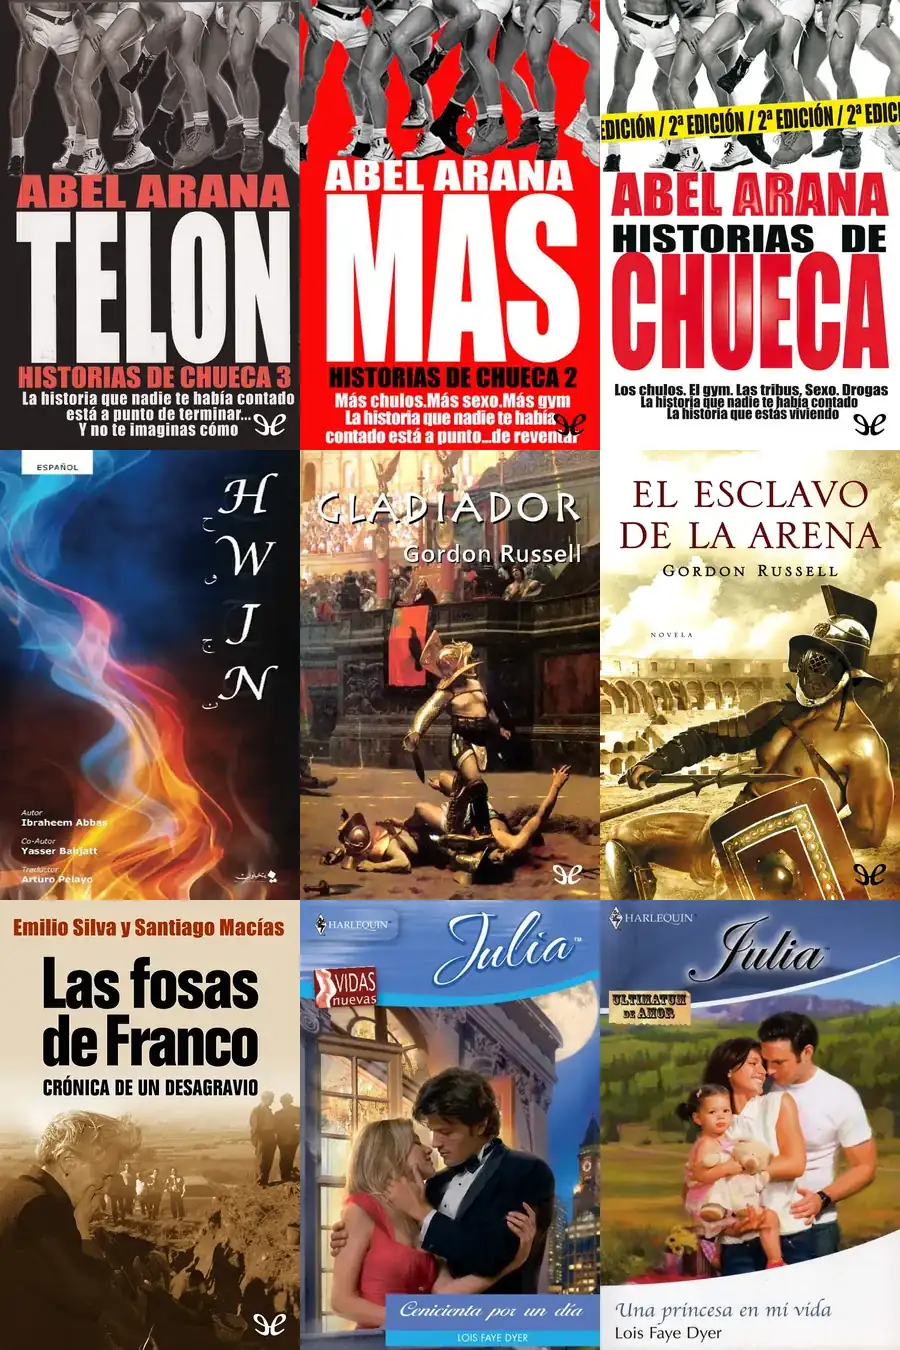 ABEL ARANA
TELON
HISTORIAS DE CHUECA 3
La historia que nadie te había contado
está a punto de terminar...
Y no te imaginas cómo
ABEL ARANA
MAS
HISTORIAS DE CHUECA 2
Más chulos.Más sexo.Más gym
La historia que nadie te había
contado está a punto...de reventar
EDICIÓN / 2ª EDICIÓN / 2ª EDICIÓN / 2ª EDICI
ABEL ARANA
HISTORIAS DE
CHUECA
Los chulos. El gym. Las tribus, Sexo. Drogas
La historia que nadie te había contado
La historia que estás viviendo
ESPAÑOL
H
W
J
N
ح
و
ج
ن
Autor
Ibraheem Abbas
Co-Autor
Yasser Bahjatt
Traductor
Arturo Pelayo
GLADIADOR
Gordon Russell
EL ESCLAVO
DE LA ARENA
GORDON RUSSELL
NOVELA
Emilio Silva y Santiago Macías
Las fosas
de Franco
CRÓNICA DE UN DESAGRAVIO
HARLEQUIN™
Julia™
VIDAS
nuevas
Cenicienta por un día
LOIS FAYE DYER
HARLEQUIN™
Julia™
ULTIMATUM
DE AMOR
Una princesa en mi vida
Lois Faye Dyer